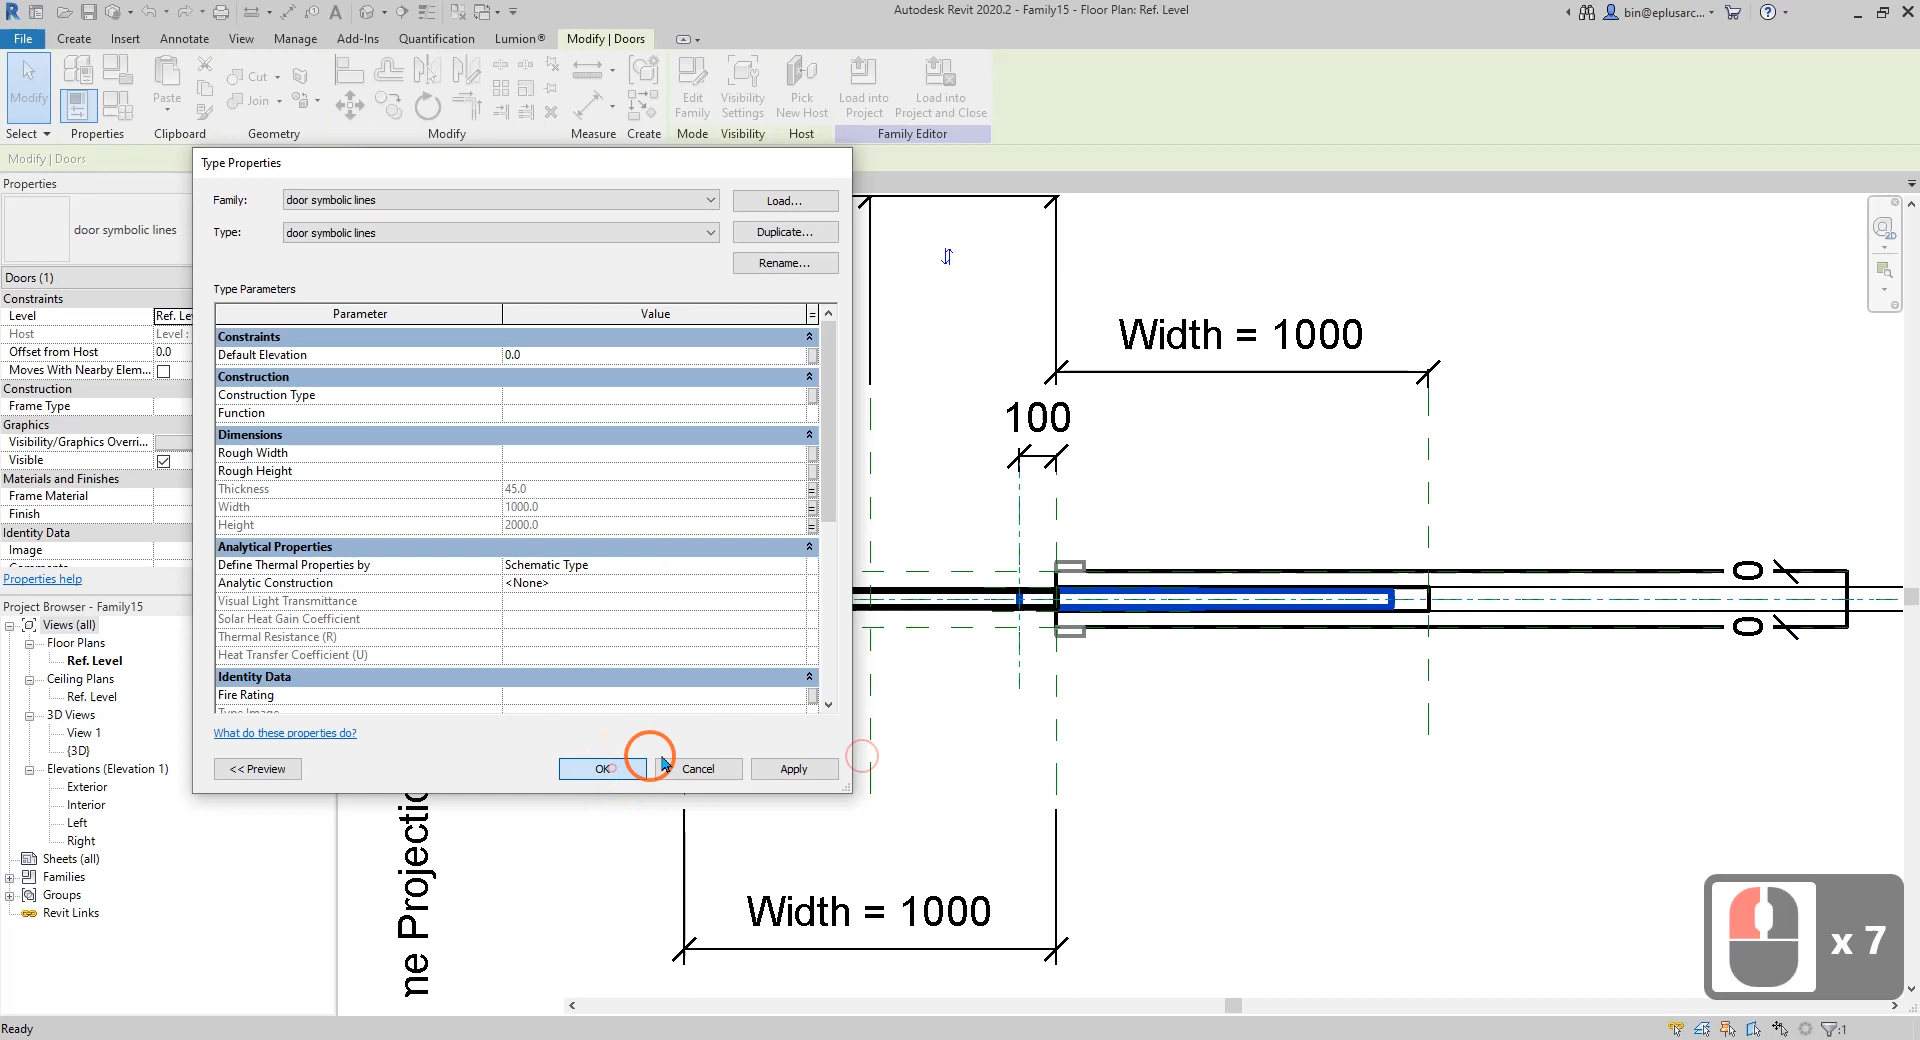 Autodesk Revit 2020.2 - Family15 - Floor Plan: Ref. Level
bin@eplusarc...
File Create Insert Annotate View Manage Add-Ins Quantification Lumion® Modify | Doors
Modify
Paste
Cut
Join
Edit Family
Visibility Settings
Pick New Host
Load into Project
Load into Project and Close
Select Properties Clipboard Geometry Modify Measure Create Mode Visibility Host Family Editor
Modify | Doors
Properties
door symbolic lines
Doors (1)
Constraints
Level Ref. Le
Host Level :
Offset from Host 0.0
Moves With Nearby Elem...
Construction
Frame Type
Graphics
Visibility/Graphics Overri...
Visible
Materials and Finishes
Frame Material
Finish
Identity Data
Image
Properties help
Project Browser - Family15
Views (all)
Floor Plans
Ref. Level
Ceiling Plans
Ref. Level
3D Views
View 1
{3D}
Elevations (Elevation 1)
Exterior
Interior
Left
Right
Sheets (all)
Families
Groups
Revit Links
Type Properties
Family: door symbolic lines Load...
Type: door symbolic lines Duplicate...
Rename...
Type Parameters
Parameter Value =
Constraints
Default Elevation 0.0
Construction
Construction Type
Function
Dimensions
Rough Width
Rough Height
Thickness 45.0 =
Width 1000.0 =
Height 2000.0 =
Analytical Properties
Define Thermal Properties by Schematic Type
Analytic Construction <None>
Visual Light Transmittance
Solar Heat Gain Coefficient
Thermal Resistance (R)
Heat Transfer Coefficient (U)
Identity Data
Fire Rating
Type Image
What do these properties do?
<< Preview OK Cancel Apply
Width = 1000
100
0
0
Width = 1000
ne Projectio
2D
x 7
Ready
:1